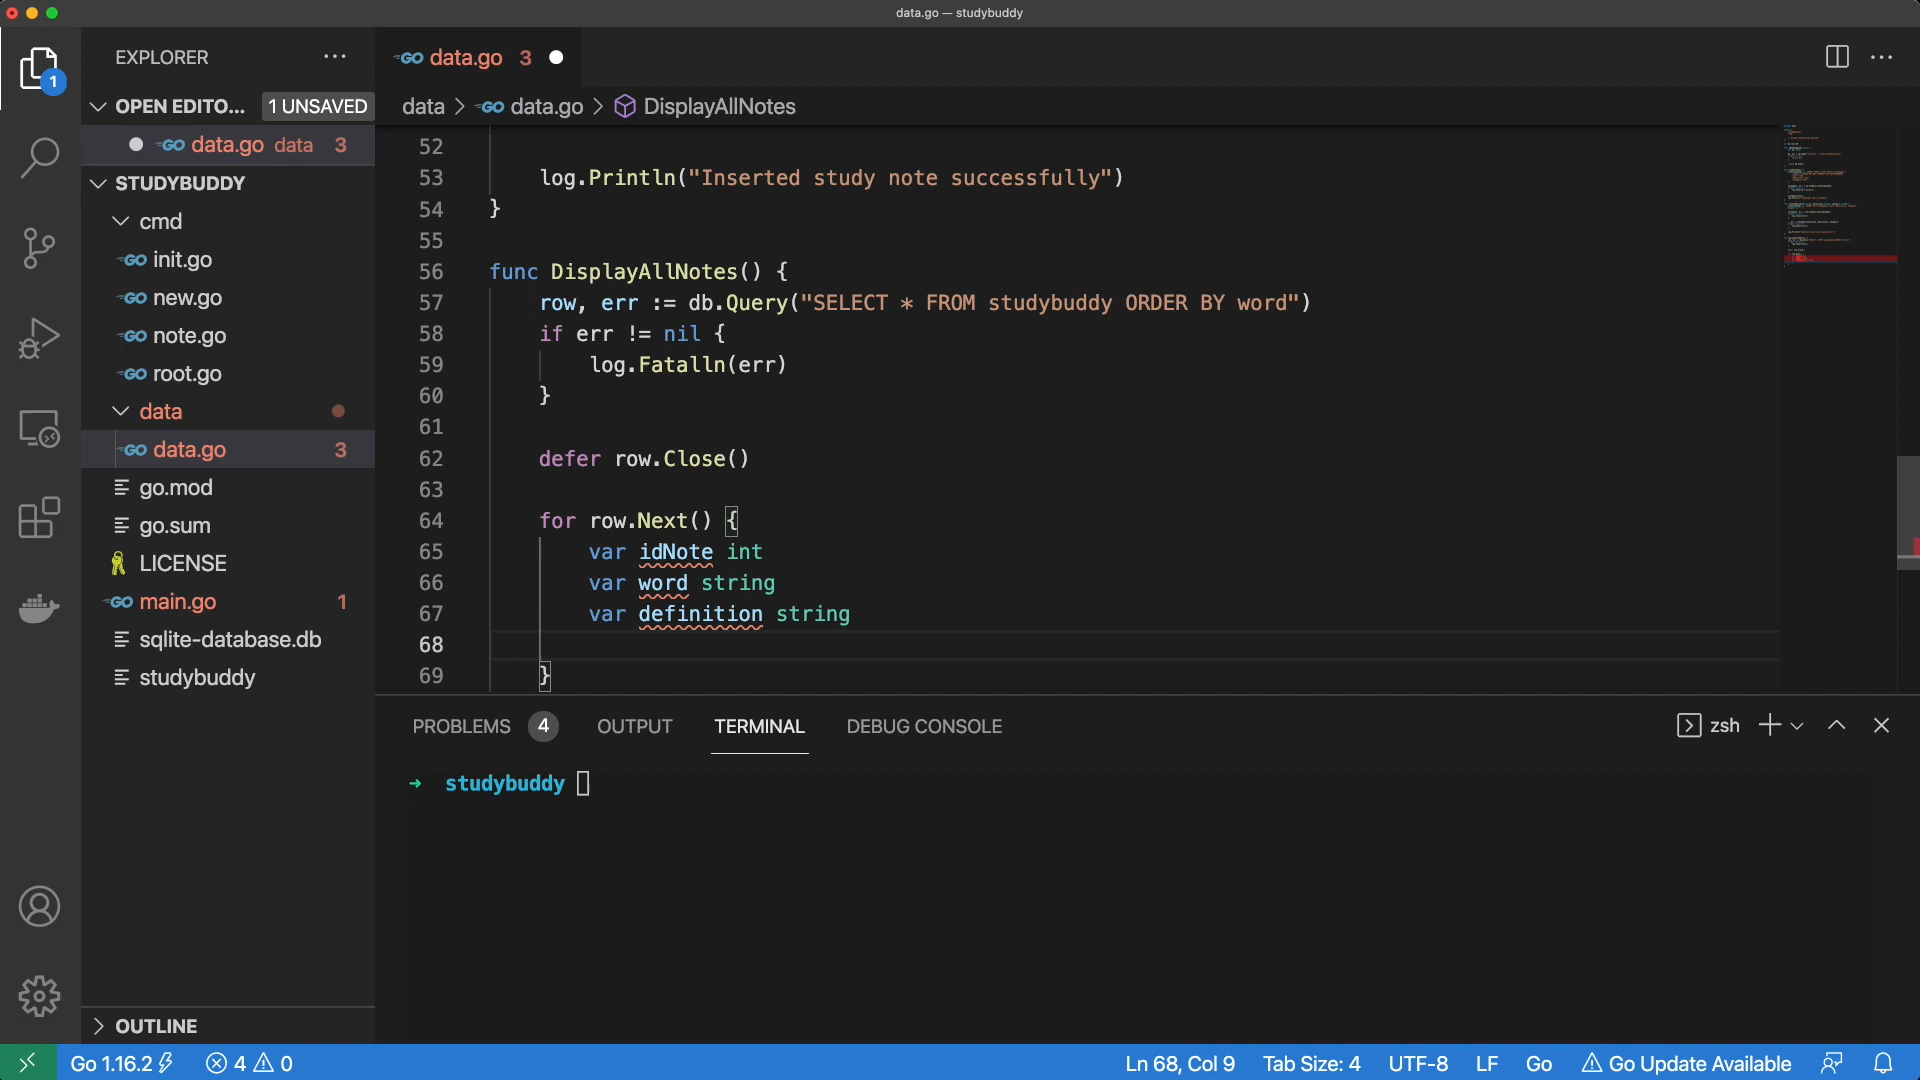 data.go — studybuddy
EXPLORER
data.go 3
1
OPEN EDITO... 1 UNSAVED
data > data.go > DisplayAllNotes
data.go data 3
STUDYBUDDY
cmd
init.go
new.go
note.go
root.go
data
data.go 3
go.mod
go.sum
LICENSE
main.go 1
sqlite-database.db
studybuddy
OUTLINE
52
53 log.Println("Inserted study note successfully")
54 }
55
56 func DisplayAllNotes() {
57 row, err := db.Query("SELECT * FROM studybuddy ORDER BY word")
58 if err != nil {
59 log.Fatalln(err)
60 }
61
62 defer row.Close()
63
64 for row.Next() {
65 var idNote int
66 var word string
67 var definition string
68
69 }
PROBLEMS 4 OUTPUT TERMINAL DEBUG CONSOLE zsh
→ studybuddy
Go 1.16.2 4 0 Ln 68, Col 9 Tab Size: 4 UTF-8 LF Go Go Update Available